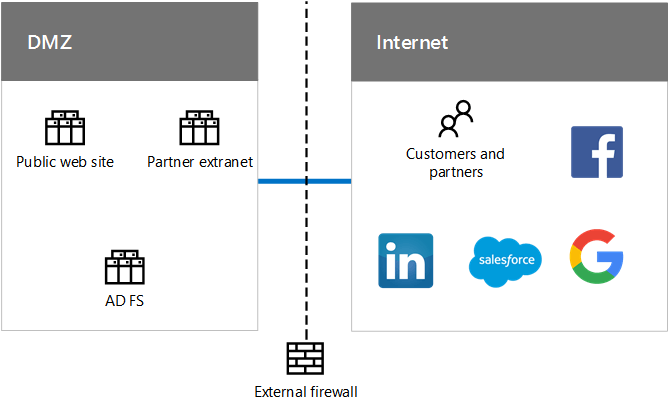 DMZ
Internet
Public web site
Partner extranet
Customers and
partners
f
in
salesforce
G
AD FS
External firewall